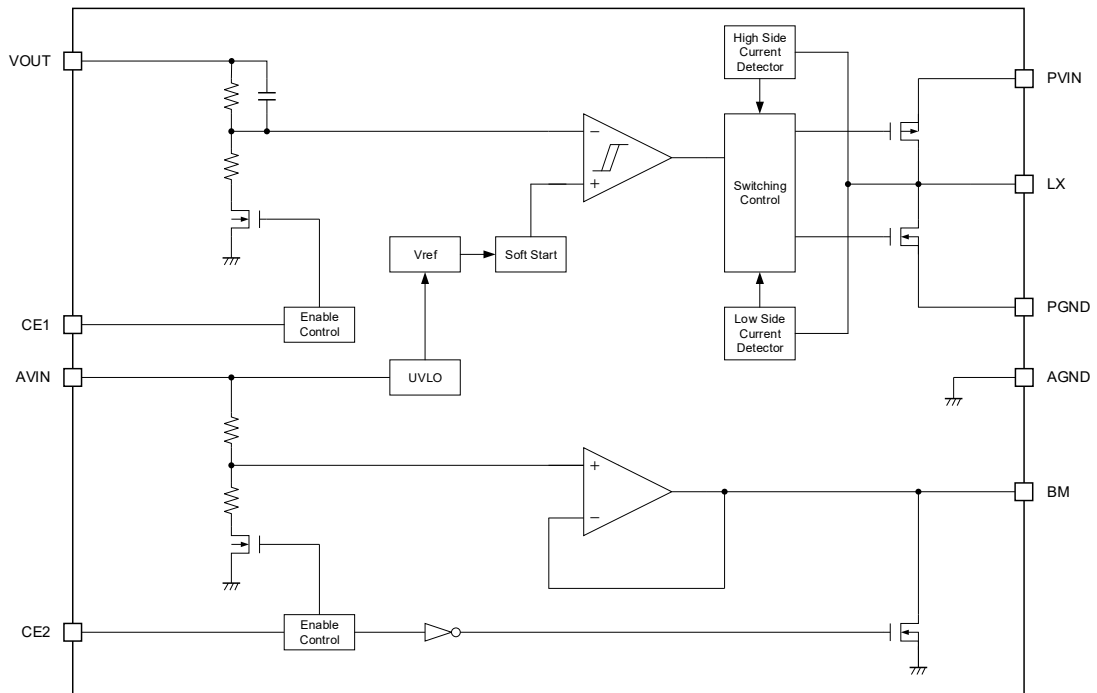 High Side
Current
Detector
VOUT
PVIN
−
+
Switching
Control
LX
Vref
Soft Start
Enable
Control
CE1
Low Side
Current
Detector
PGND
AVIN
UVLO
AGND
+
−
BM
CE2
Enable
Control